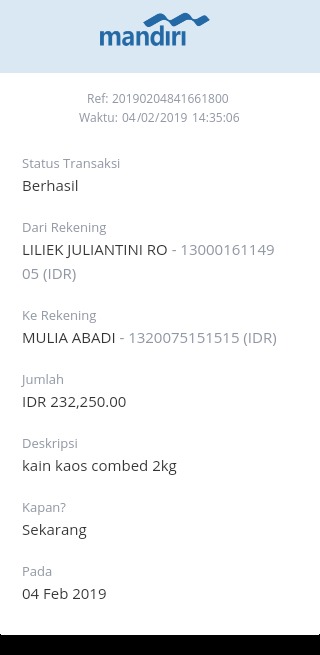 mandiri
Ref: 20190204841661800
Waktu: 04/02/2019 14:35:06
Status Transaksi
Berhasil
Dari Rekening
LILIEK JULIANTINI RO - 13000161149
05 (IDR)
Ke Rekening
MULIA ABADI - 1320075151515 (IDR)
Jumlah
IDR 232,250.00
Deskripsi
kain kaos combed 2kg
Kapan?
Sekarang
Pada
04 Feb 2019